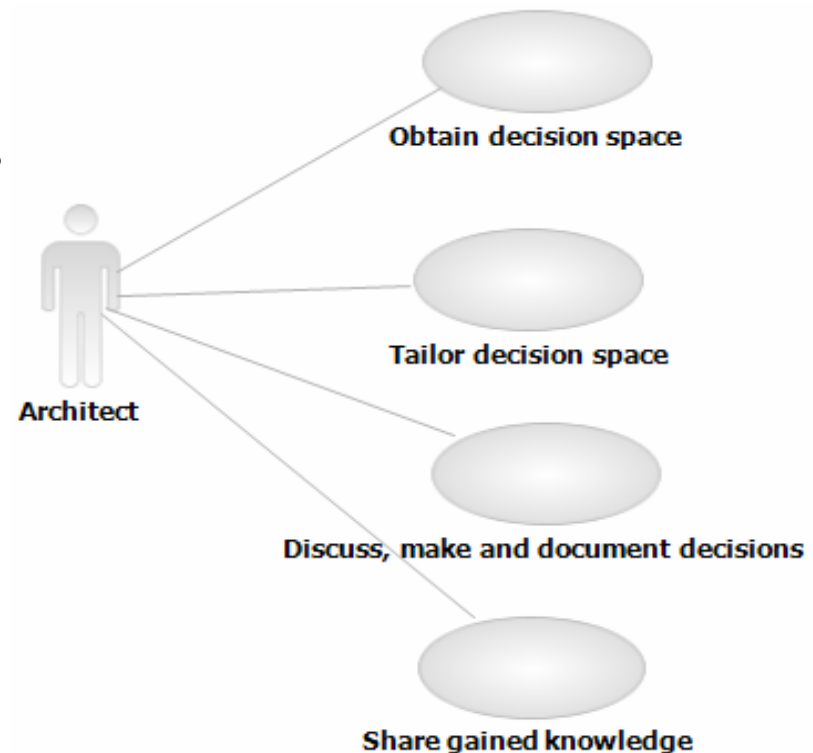 Obtain decision space
Tailor decision space
Architect
Discuss, make and document decisions
Share gained knowledge